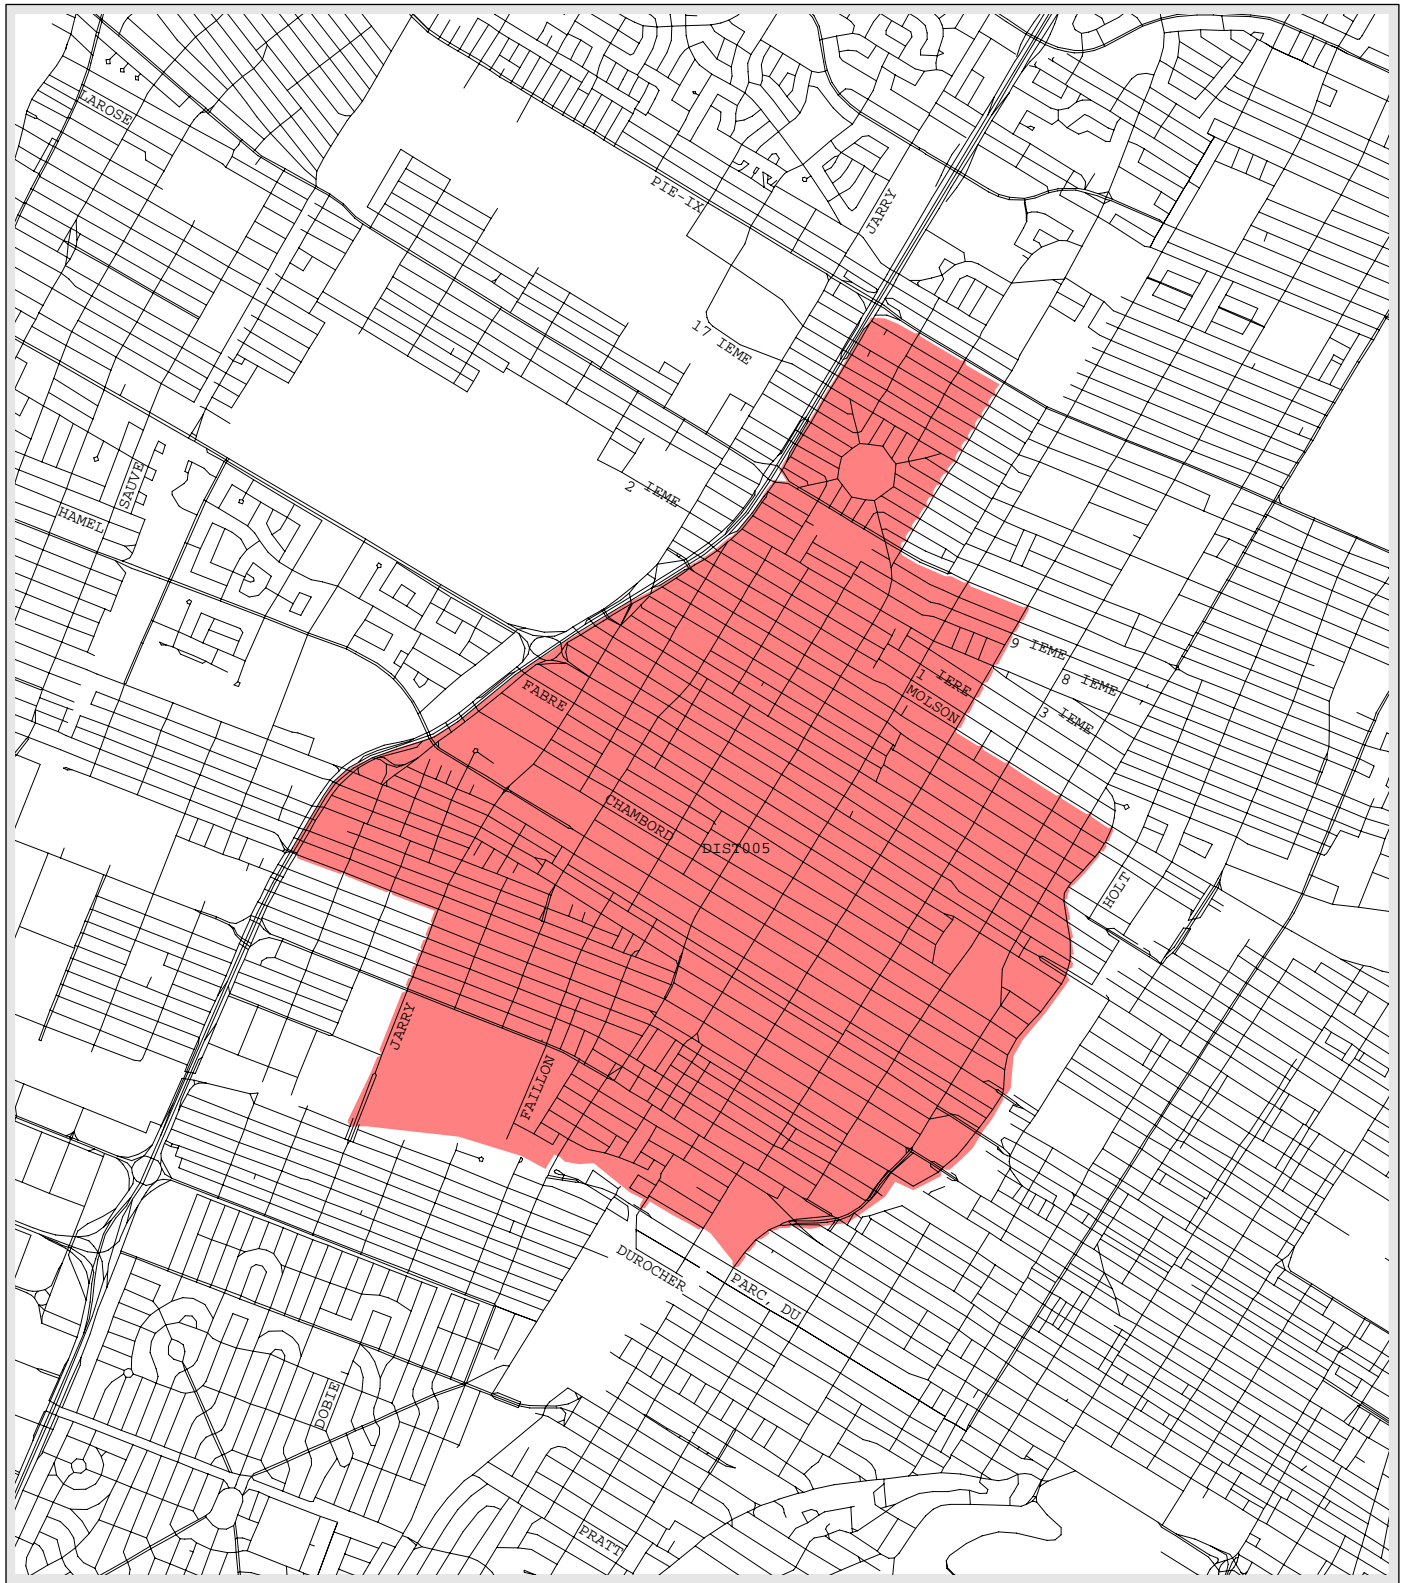 LAROSE
PIE-IX
JARRY
17 IEME
SAUVE
2 IEME
HAMEL
9 IEME
1 IERE
8 IEME
FABRE
MOLSON
3 IEME
CHAMBORD
DIST005
HOLT
JARRY
FAILLON
DUROCHER
PARC, DU
DOBIE
PRATT